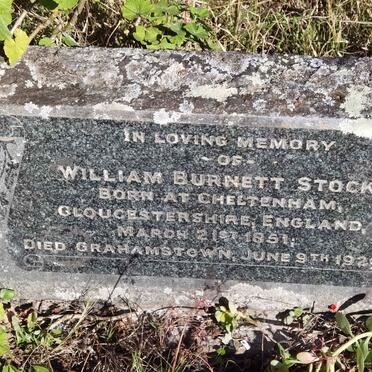 IN LOVING MEMORY
-OF-
WILLIAM BURNETT STOCK
BORN AT CHELTENHAM,
GLOUCESTERSHIRE, ENGLAND,
MARCH 21ST 1851,
DIED GRAHAMSTOWN, JUNE 9TH 192